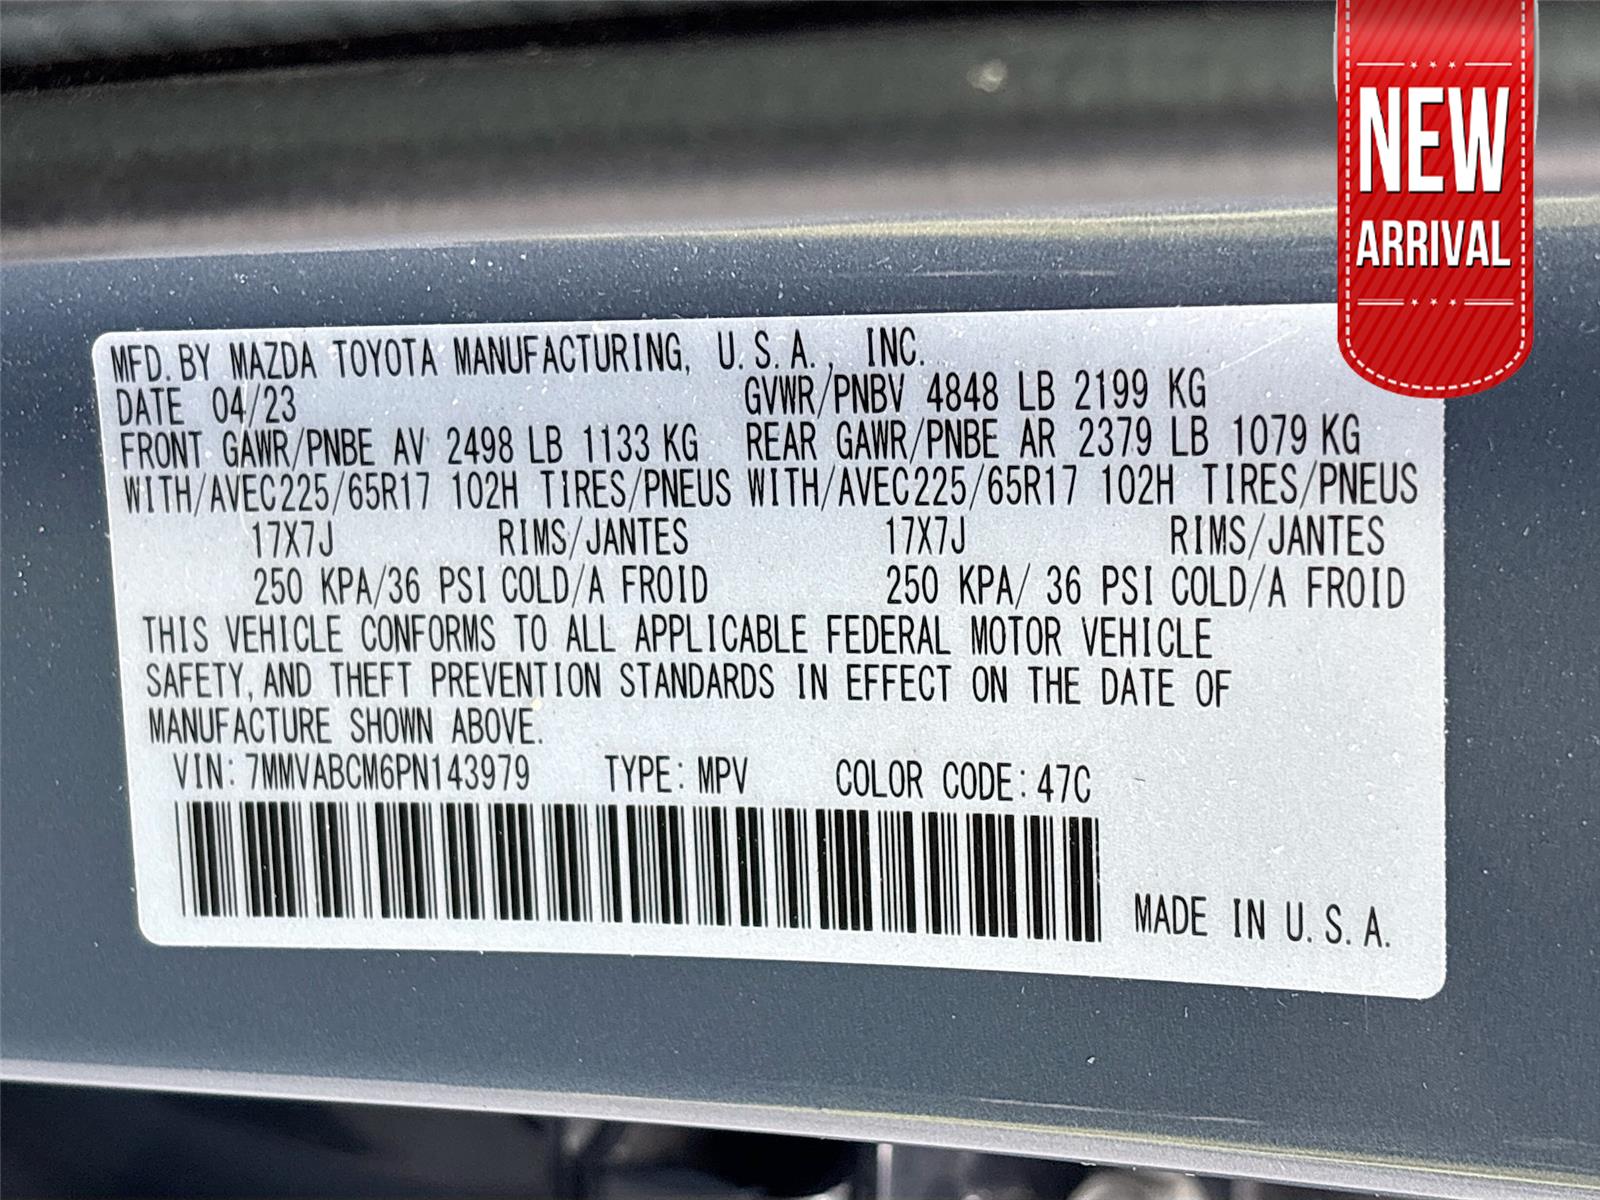 NEW
ARRIVAL
MFD. BY MAZDA TOYOTA MANUFACTURING, U.S.A., INC.
DATE 04/23 GVWR/PNBV 4848 LB 2199 KG
FRONT GAWR/PNBE AV 2498 LB 1133 KG REAR GAWR/PNBE AR 2379 LB 1079 KG
WITH/AVEC225/65R17 102H TIRES/PNEUS WITH/AVEC225/65R17 102H TIRES/PNEUS
17X7J RIMS/JANTES 17X7J RIMS/JANTES
250 KPA/36 PSI COLD/A FROID 250 KPA/ 36 PSI COLD/A FROID
THIS VEHICLE CONFORMS TO ALL APPLICABLE FEDERAL MOTOR VEHICLE
SAFETY, AND THEFT PREVENTION STANDARDS IN EFFECT ON THE DATE OF
MANUFACTURE SHOWN ABOVE.
VIN: 7MMVABCM6PN143979 TYPE: MPV COLOR CODE: 47C
MADE IN U.S.A.